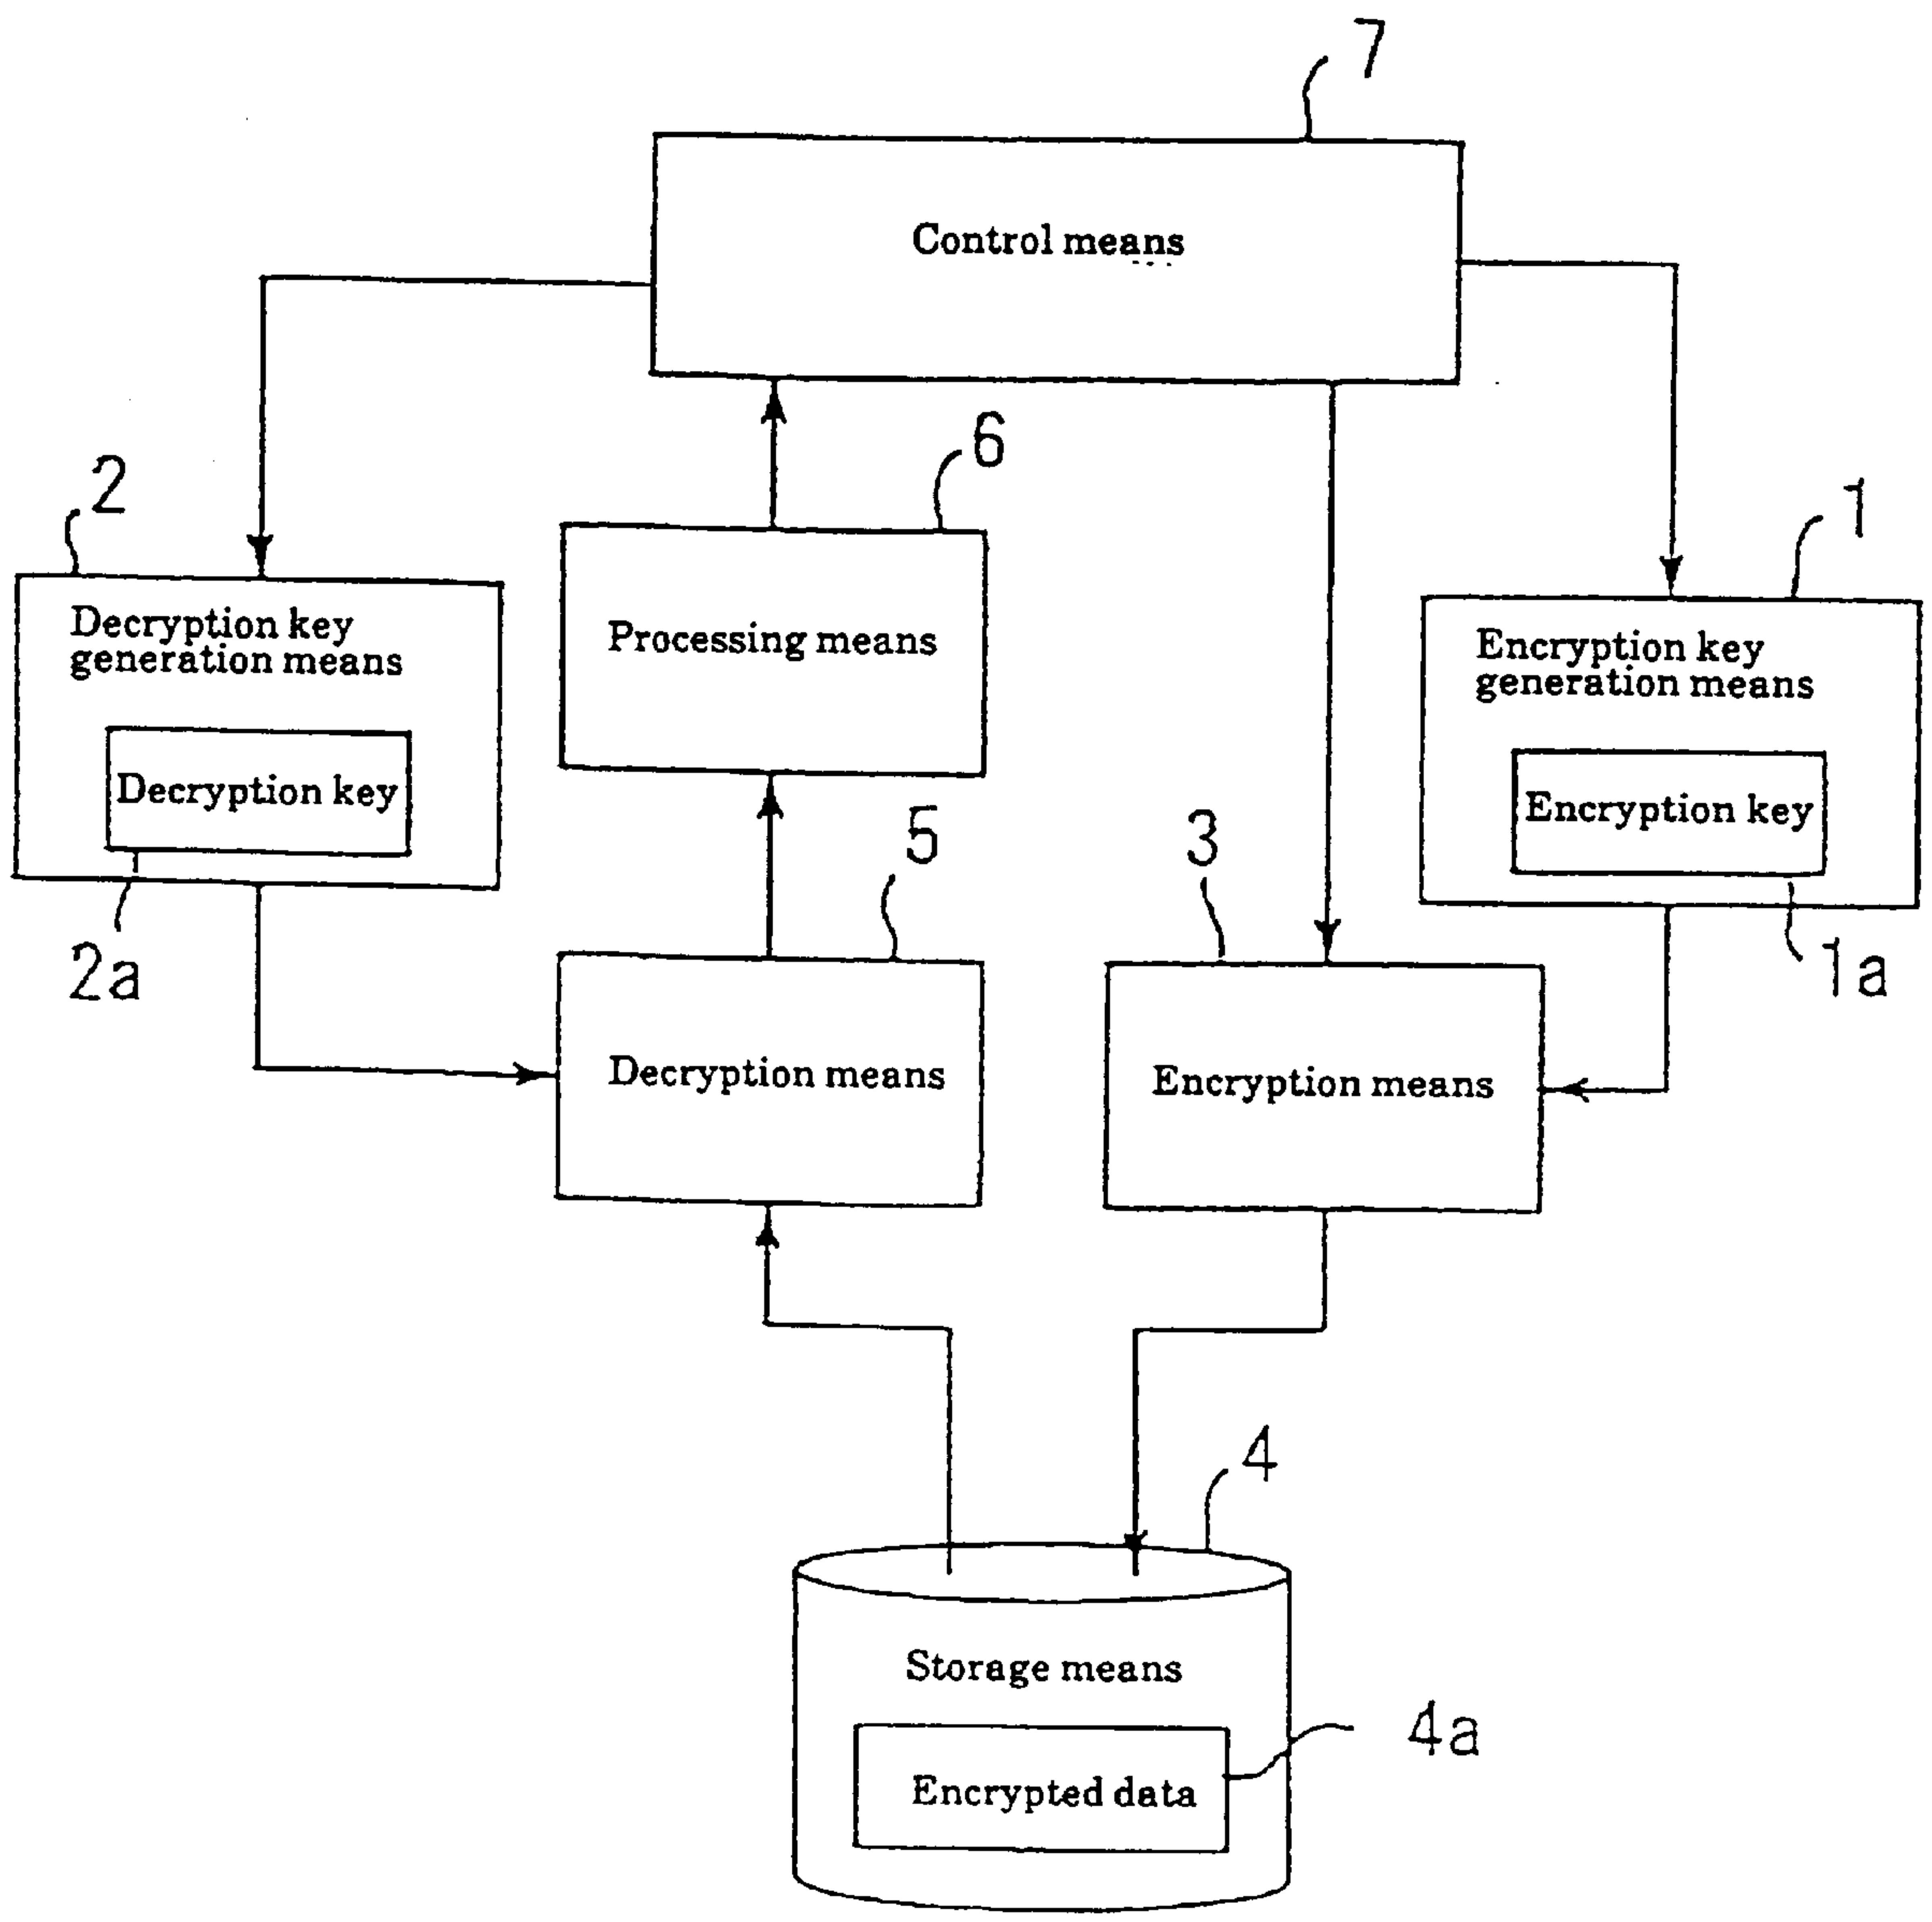 7
Control means
6
2
1
Decryption key
generation means
Processing means
Encryption key
generation means
Decryption key
Encryption key
5
3
2a
1a
Decryption means
Encryption means
4
Storage means
4a
Encrypted data